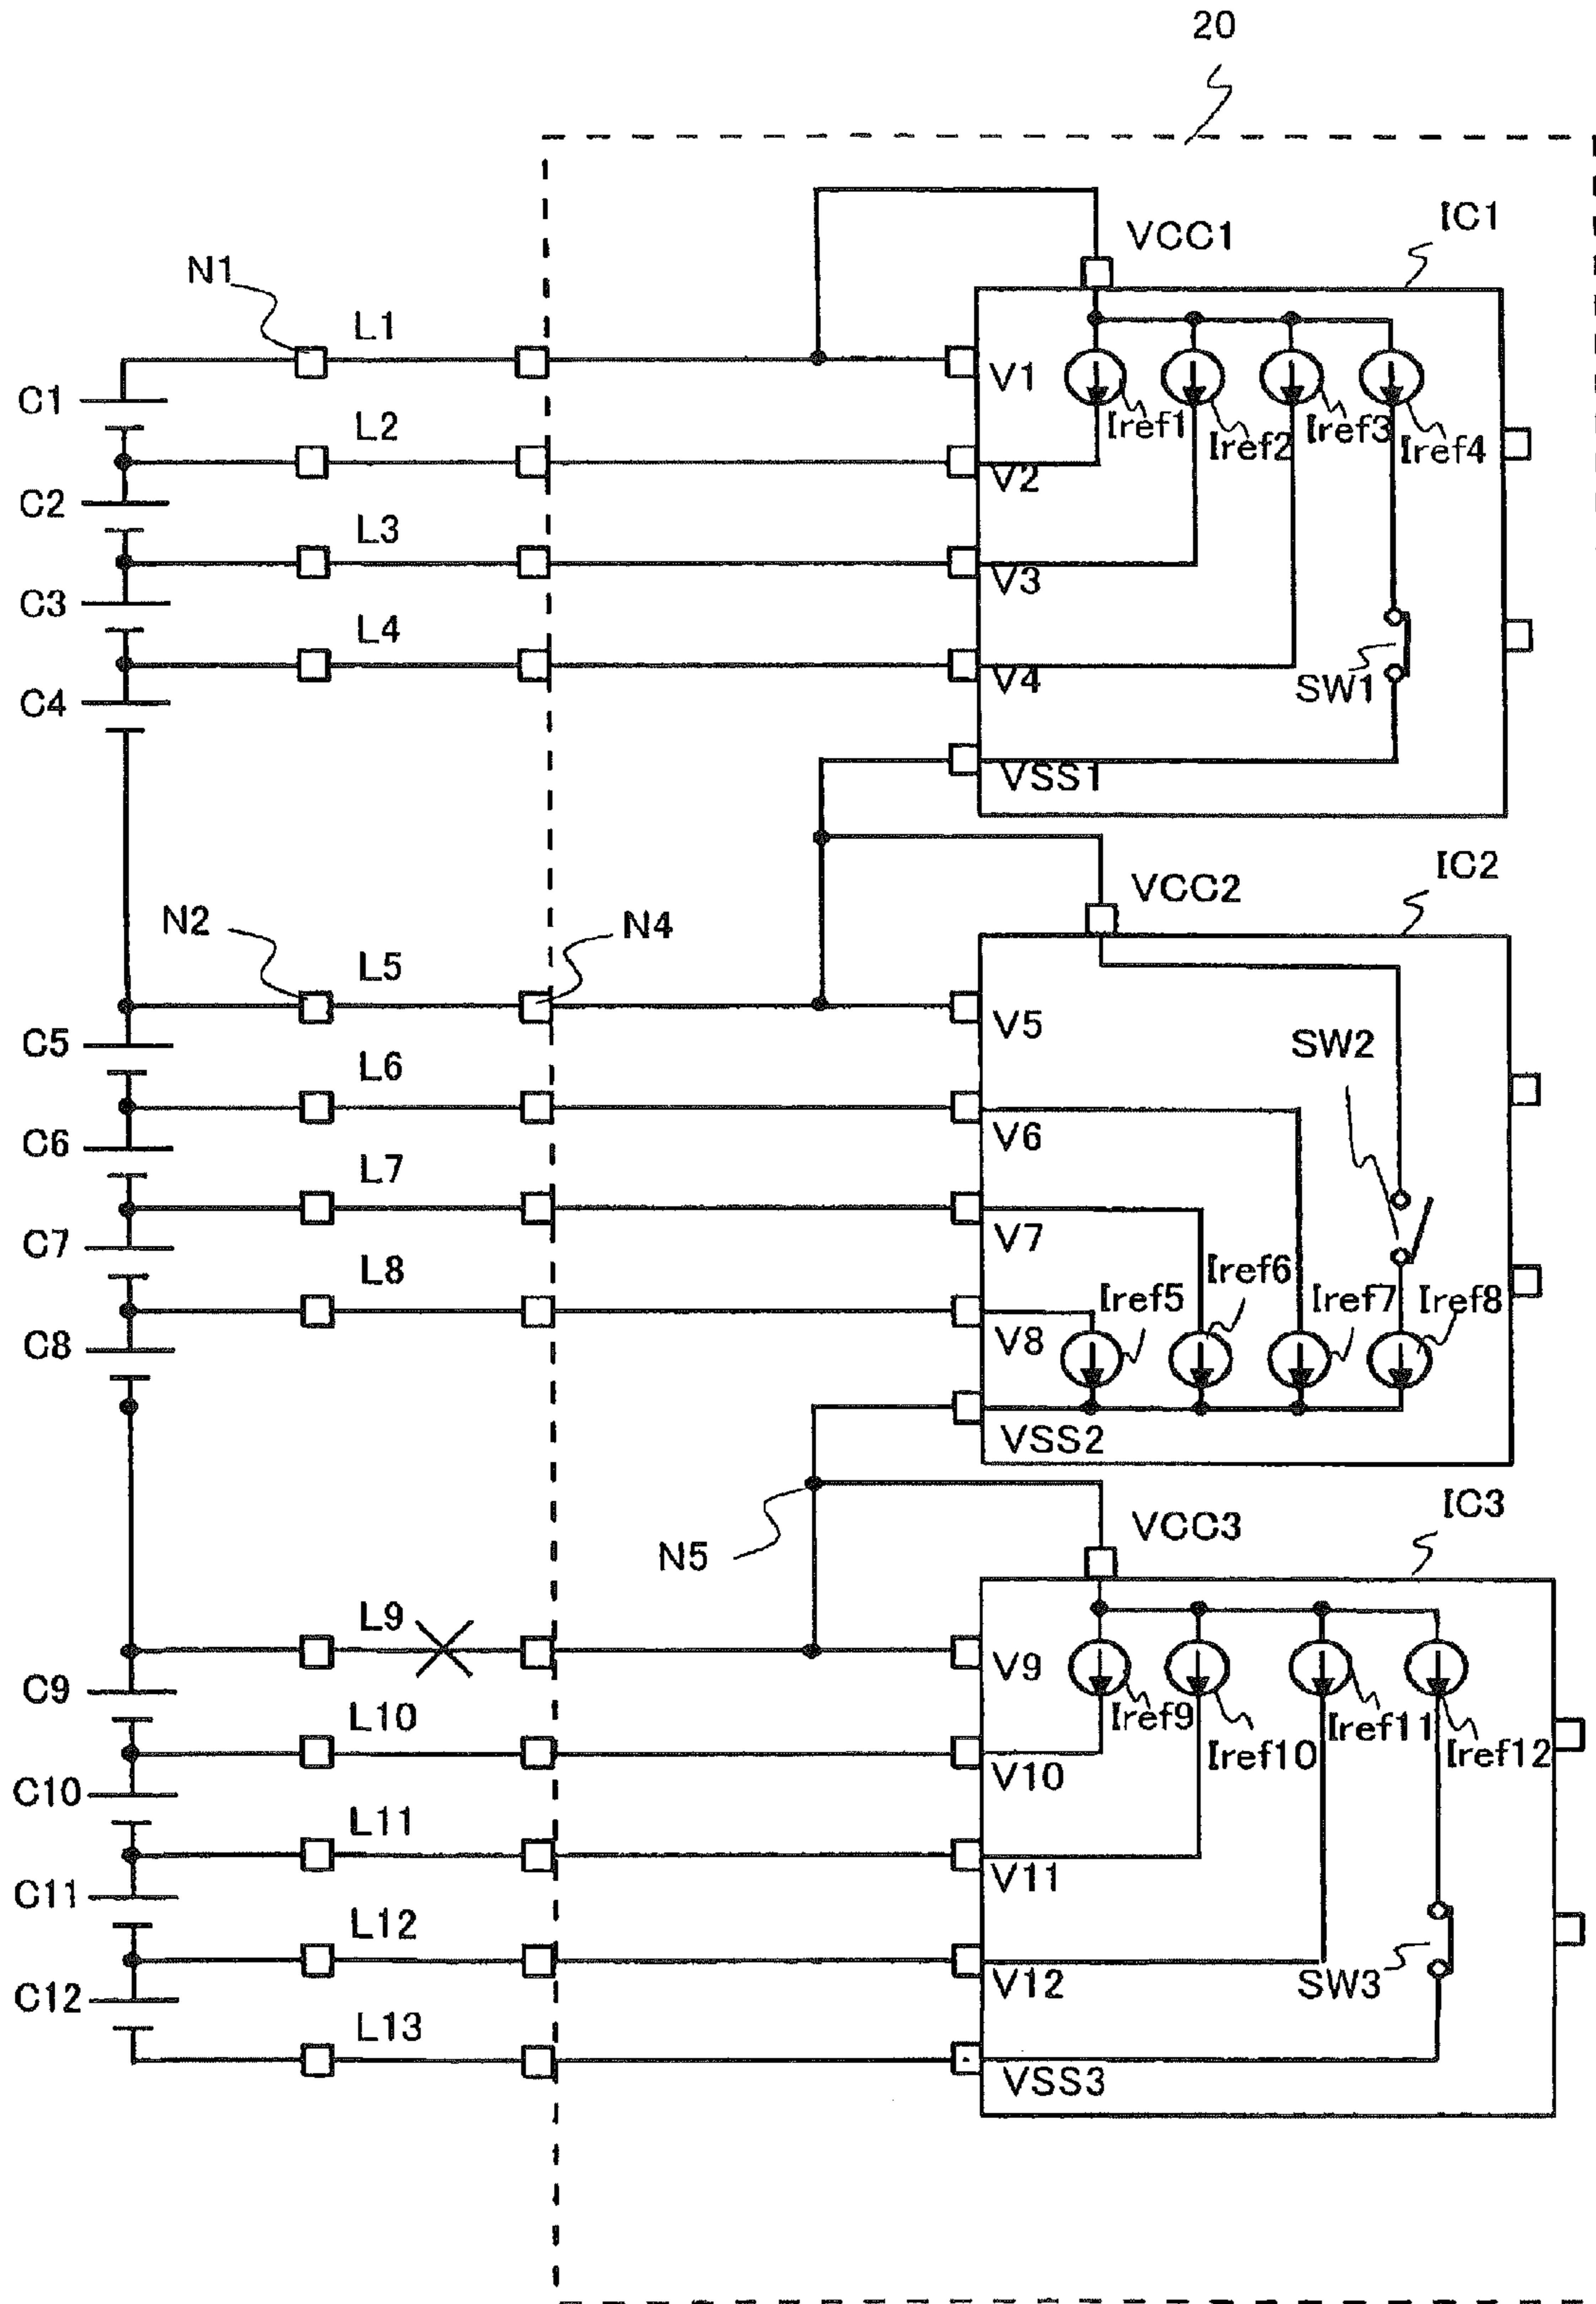 20
IC1
VCC1
N1
L1
C1
V1
Iref1
Iref2
Iref3
Iref4
L2
V2
C2
L3
V3
C3
L4
V4
SW1
C4
VSS1
IC2
VCC2
N2
N4
L5
V5
SW2
C5
L6
V6
C6
L7
V7
C7
L8
V8
Iref5
Iref6
Iref7
Iref8
C8
VSS2
IC3
VCC3
N5
L9
V9
C9
Iref9
Iref10
Iref11
Iref12
L10
V10
C10
L11
V11
C11
L12
V12
SW3
C12
L13
VSS3